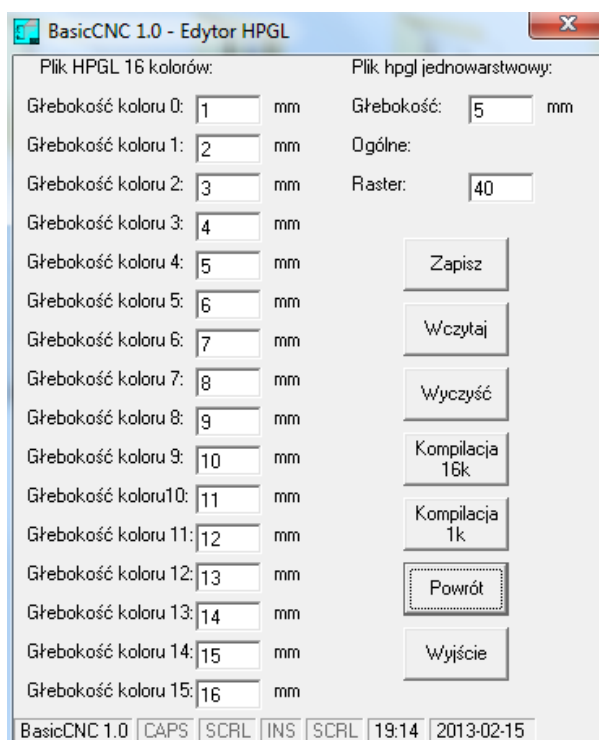 BasicCNC 1.0 - Edytor HPGL
Plik HPGL 16 kolorów:
Głebokość koloru 0: 1 mm
Głebokość koloru 1: 2 mm
Głebokość koloru 2: 3 mm
Głebokość koloru 3: 4 mm
Głebokość koloru 4: 5 mm
Głebokość koloru 5: 6 mm
Głebokość koloru 6: 7 mm
Głebokość koloru 7: 8 mm
Głebokość koloru 8: 9 mm
Głebokość koloru 9: 10 mm
Głebokość koloru10: 11 mm
Głebokość koloru 11: 12 mm
Głebokość koloru 12: 13 mm
Głebokość koloru 13: 14 mm
Głebokość koloru 14: 15 mm
Głebokość koloru 15: 16 mm
Plik hpgl jednowarstwowy:
Głebokość: 5 mm
Ogólne:
Raster: 40
Zapisz
Wczytaj
Wyczyść
Kompilacja
16k
Kompilacja
1k
Powrót
Wyjście
BasicCNC 1.0 CAPS SCRL INS SCRL 19:14 2013-02-15